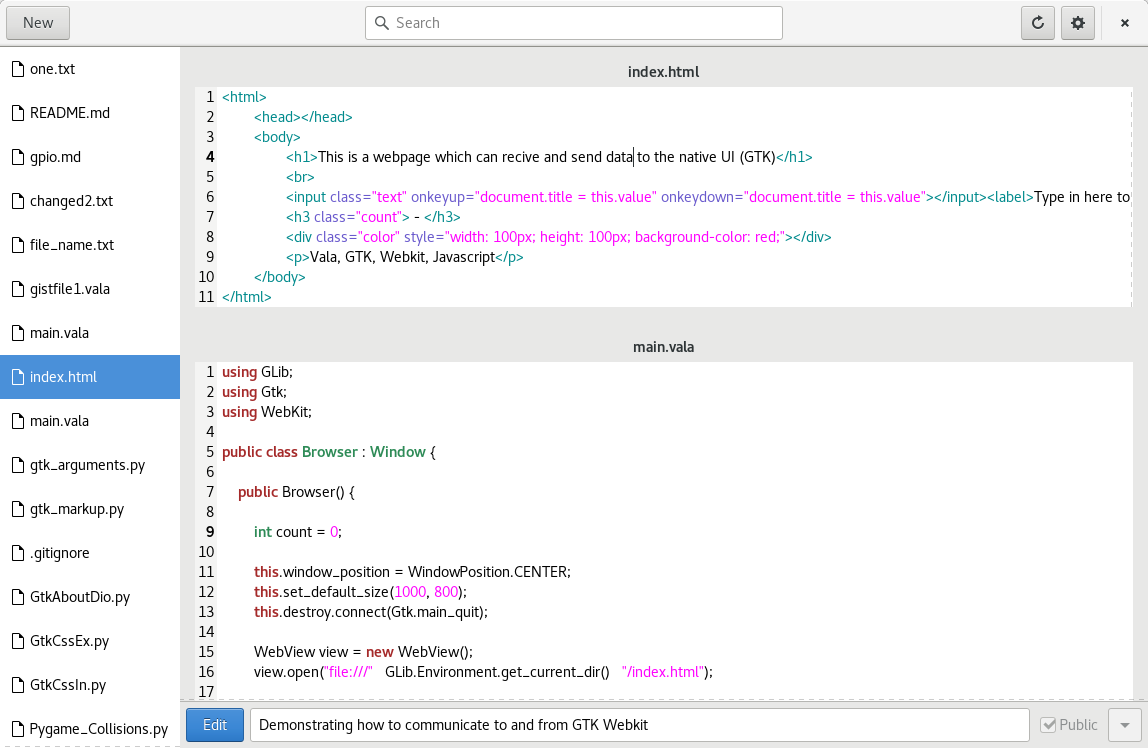 New
Search
one.txt
README.md
gpio.md
changed2.txt
file_name.txt
gistfile1.vala
main.vala
index.html
main.vala
gtk_arguments.py
gtk_markup.py
.gitignore
GtkAboutDio.py
GtkCssEx.py
GtkCssIn.py
Pygame_Collisions.py
index.html
1 <html>
2 <head></head>
3 <body>
4 <h1>This is a webpage which can recive and send data to the native UI (GTK)</h1>
5 <br>
6 <input class="text" onkeyup="document.title = this.value" onkeydown="document.title = this.value"></input><label>Type in here to
7 <h3 class="count"> - </h3>
8 <div class="color" style="width: 100px; height: 100px; background-color: red;"></div>
9 <p>Vala, GTK, Webkit, Javascript</p>
10 </body>
11 </html>
main.vala
1 using GLib;
2 using Gtk;
3 using WebKit;
4
5 public class Browser : Window {
6
7 public Browser() {
8
9 int count = 0;
10
11 this.window_position = WindowPosition.CENTER;
12 this.set_default_size(1000, 800);
13 this.destroy.connect(Gtk.main_quit);
14
15 WebView view = new WebView();
16 view.open("file:///" GLib.Environment.get_current_dir() "/index.html");
17
Edit
Demonstrating how to communicate to and from GTK Webkit
Public